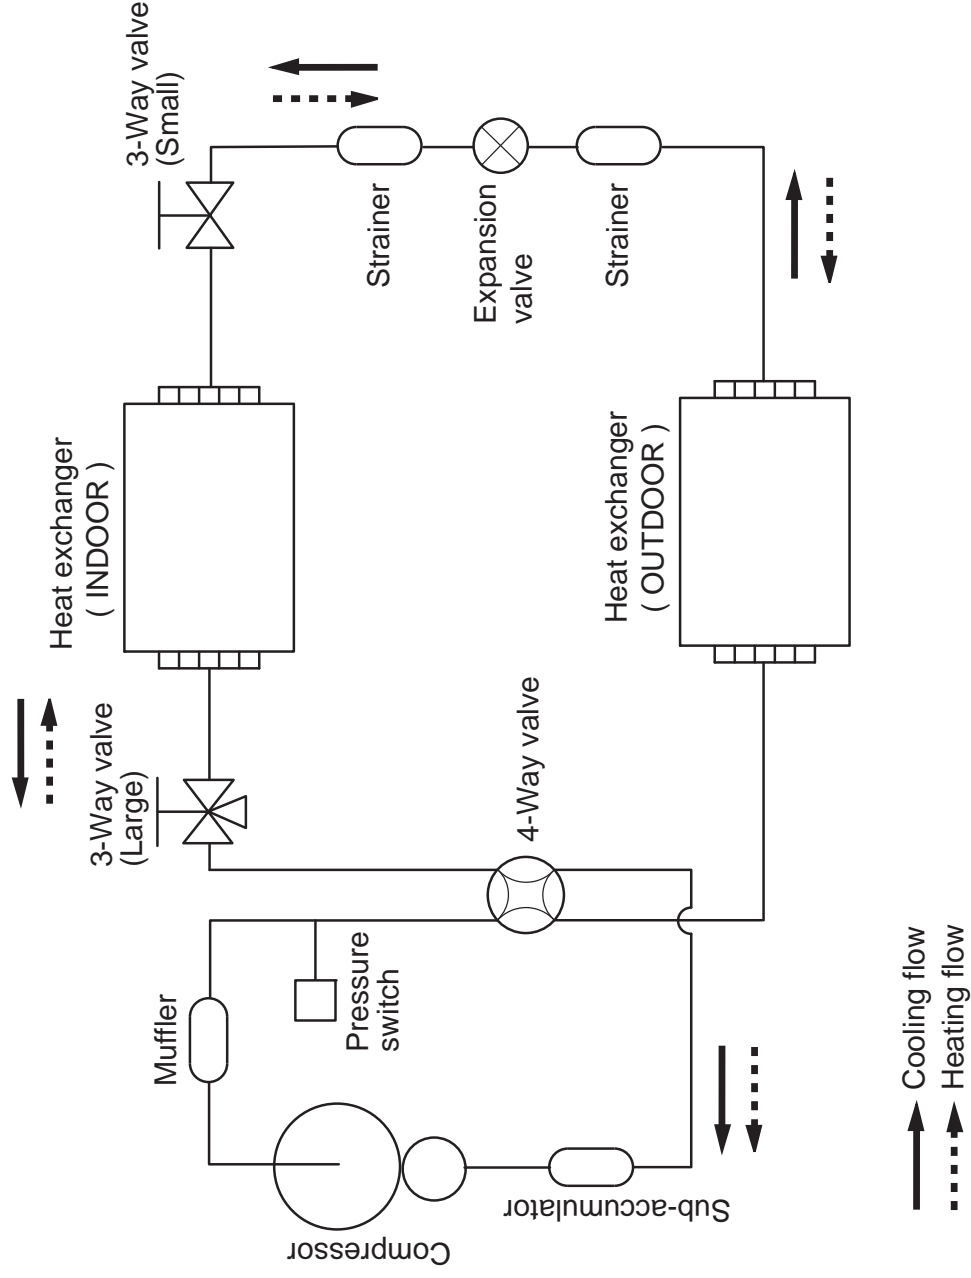 Heat exchanger
( INDOOR )
3-Way valve
(Large)
3-Way valve
(Small)
Muffler
Pressure
switch
Strainer
Expansion
valve
Strainer
4-Way valve
Heat exchanger
( OUTDOOR )
Compressor
Sub-accumulator
Cooling flow
Heating flow